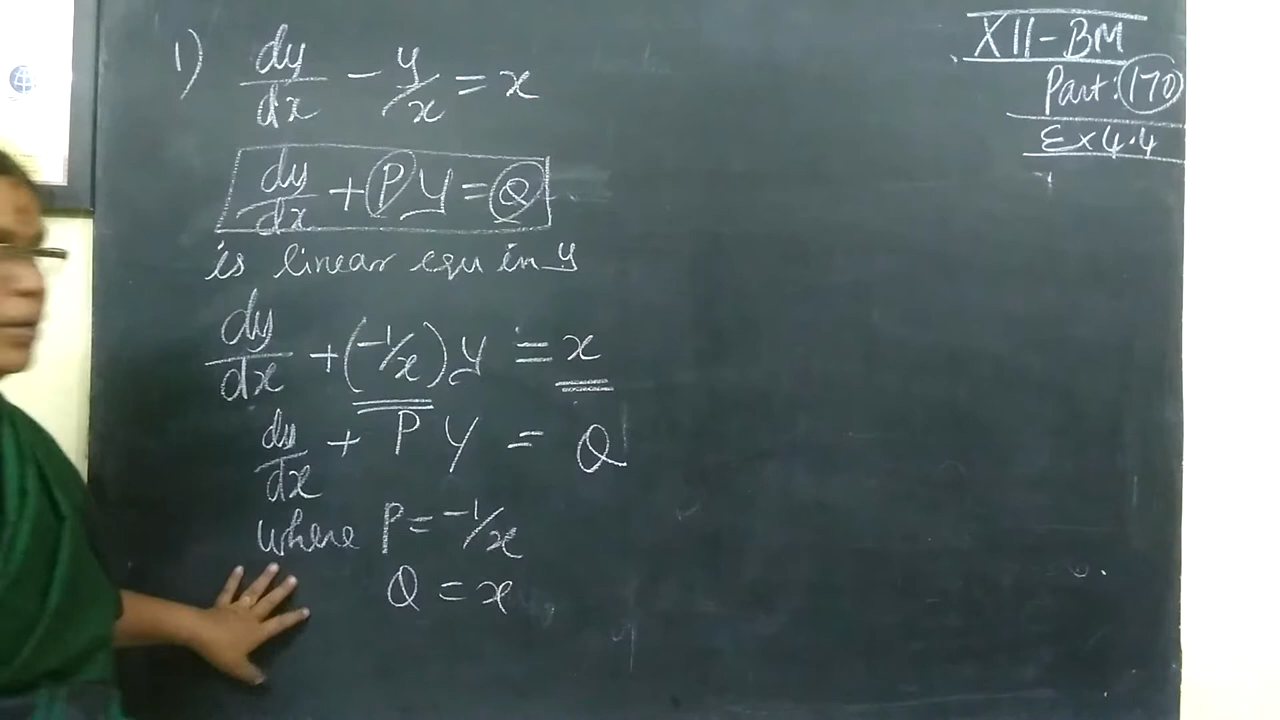 1) dy/dx - y/x = x
dy/dx + Py = Q
is linear equ in y
dy/dx + (-1/x) y = x
dy/dx + Py = Q
where P = -1/x
Q = x
XII-BM
Part: 170
Ex 4.4